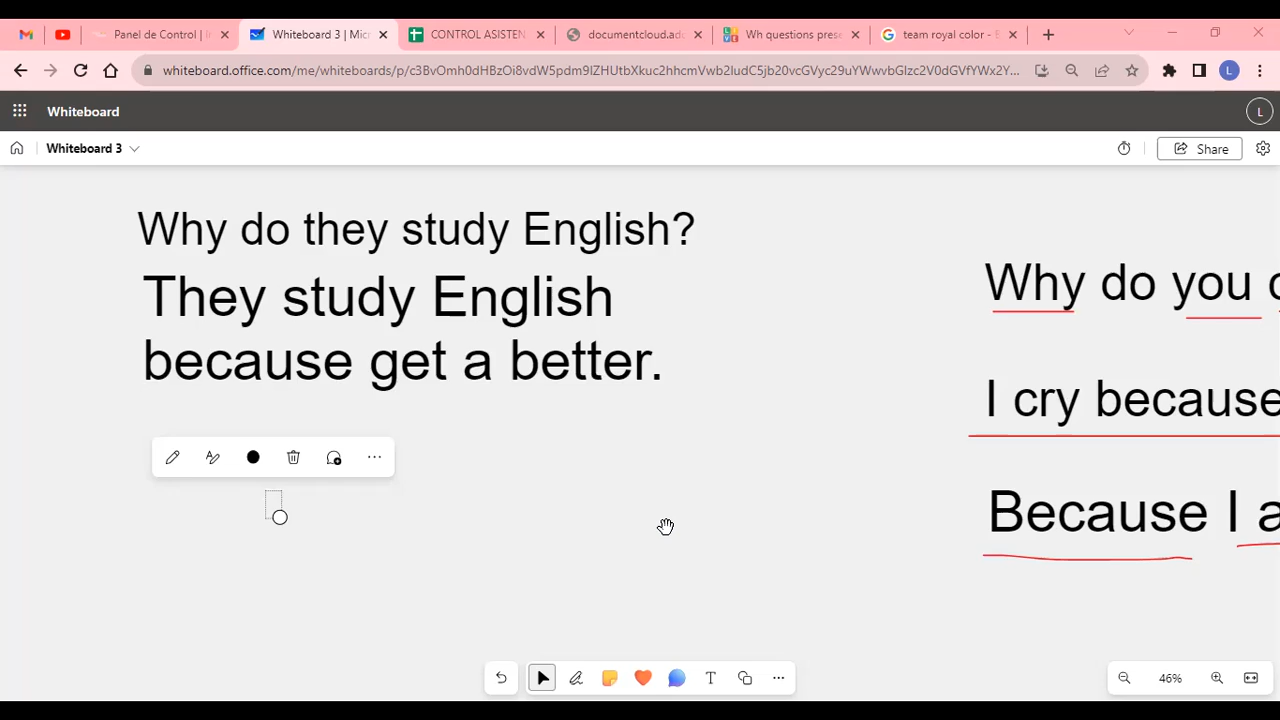 Panel de Control | I
Whiteboard 3 | Micr
CONTROL ASISTEN
documentcloud.ad
Wh questions prese
team royal color - B
whiteboard.office.com/me/whiteboards/p/
L
Whiteboard
L
Whiteboard 3
Share
Why do they study English?
They study English
because get a better.
Why do you c
I cry because
Because I a
T
46%